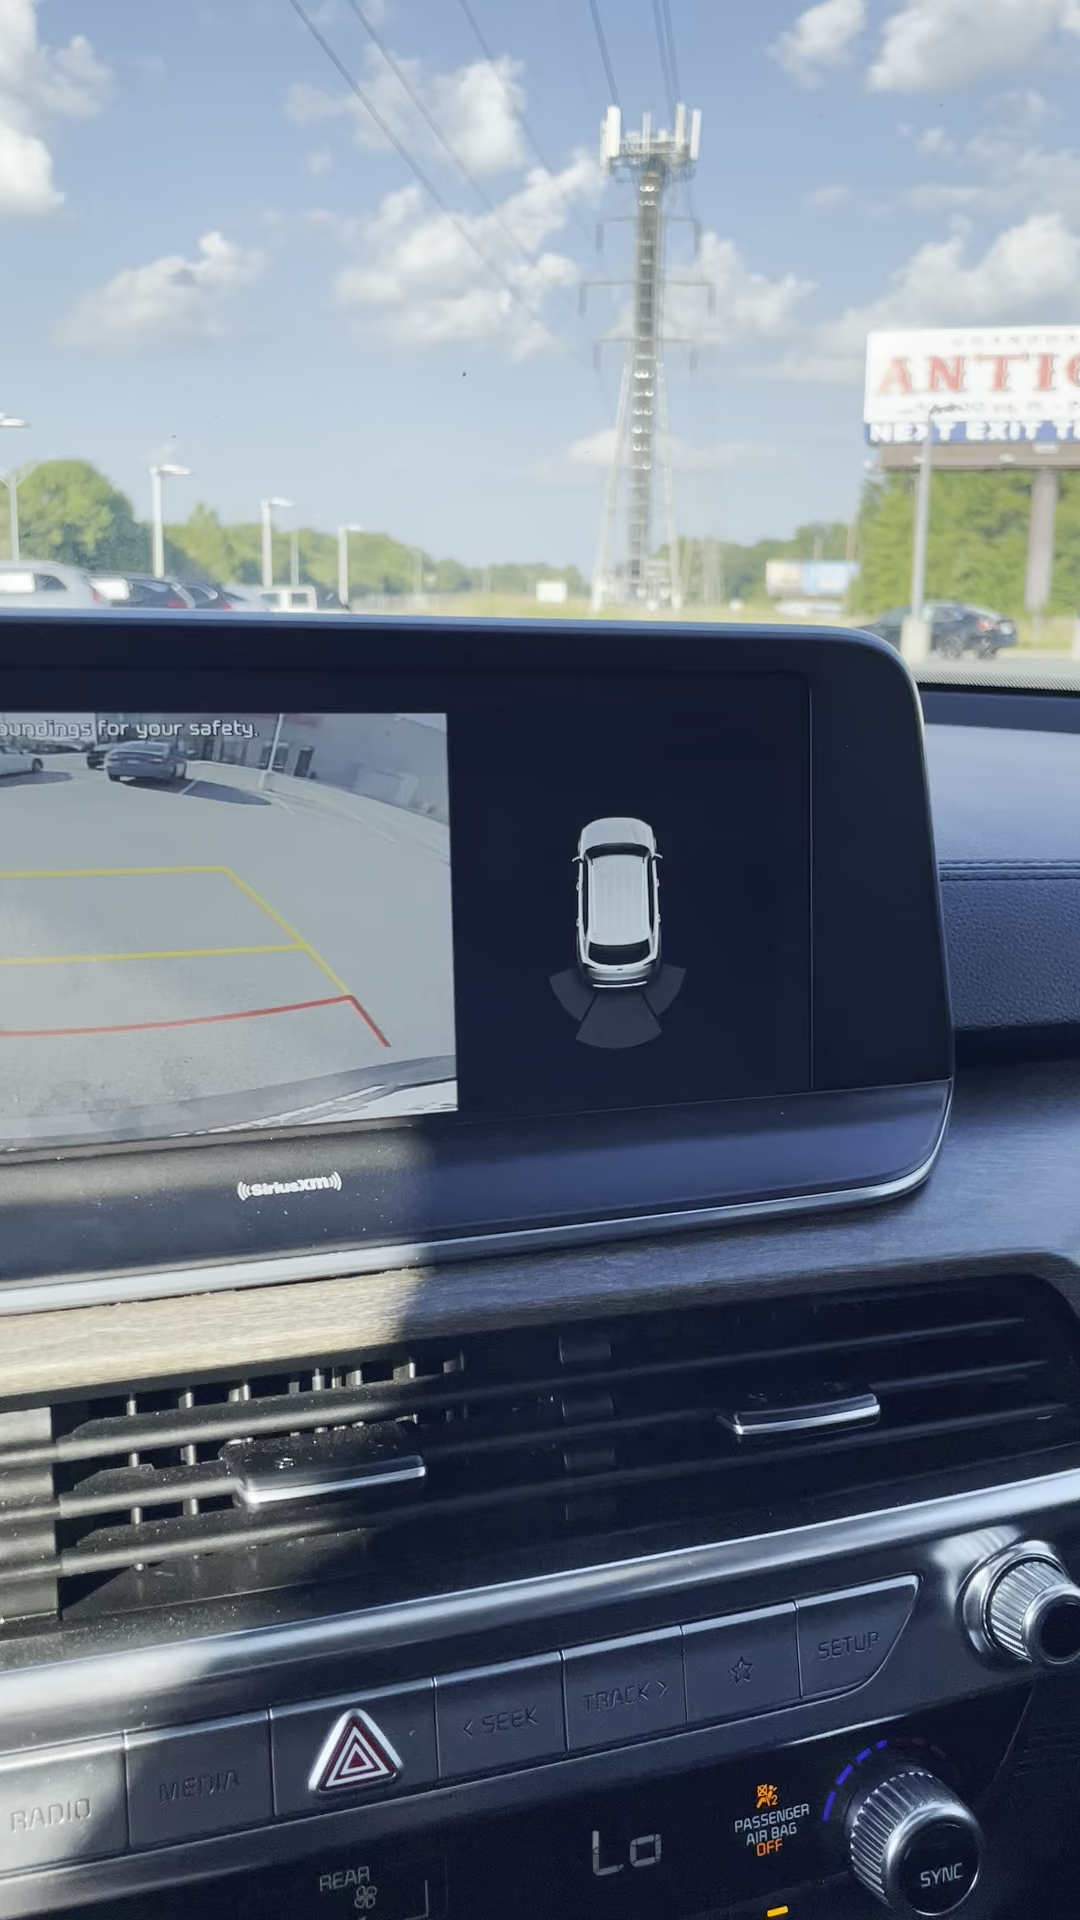 ANTI
NEXT EXIT
oundings for your safety.
((SiriusXM))
RADIO
MEDIA
< SEEK
TRACK >
SETUP
REAR
Lo
2
PASSENGER
AIR BAG
OFF
SYNC